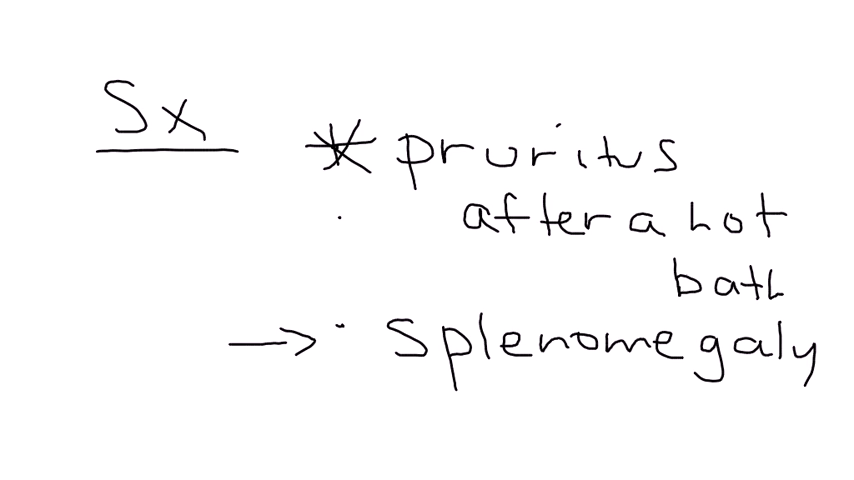 Sx
* pruritus
after a hot
bath
→ · Splenomegaly